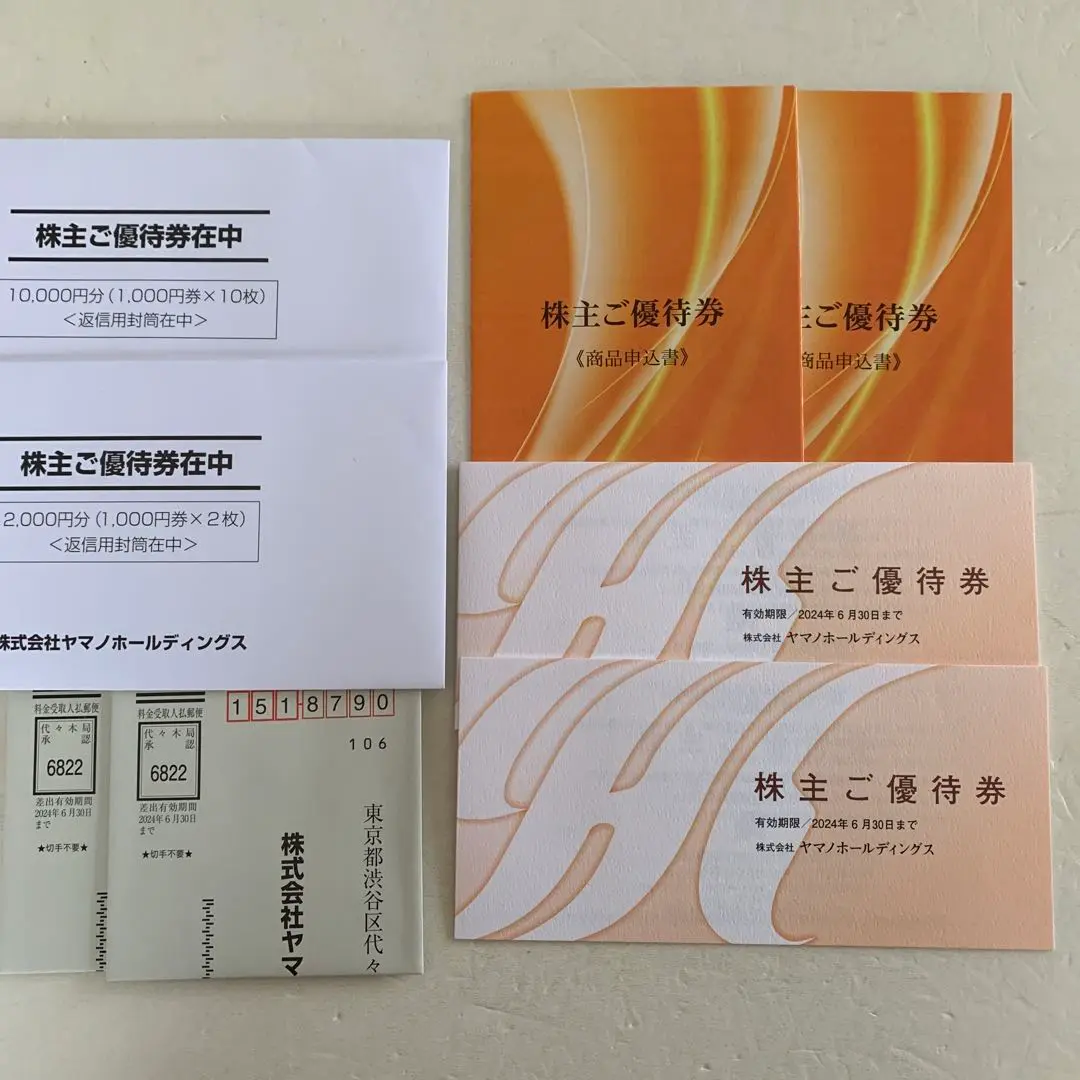 株主ご優待券在中
10,000円分(1,000円券×10枚)
<返信用封筒在中>
株主ご優待券在中
2,000円分(1,000円券×2枚)
<返信用封筒在中>
株式会社ヤマノホールディングス
株主ご優待券
《商品申込書》
主ご優待券
商品申込書》
株主ご優待券
有効期限/2024年6月30日まで
株式会社 ヤマノホールディングス
株主ご優待券
有効期限/2024年6月30日まで
株式会社 ヤマノホールディングス
料金受取人払郵便
代々木局
承認
6822
差出有効期間
2024年6月30日
まで
★切手不要★
料金受取人払郵便
代々木局
承認
6822
差出有効期間
2024年6月30日
まで
★切手不要★
1518790
106
東京都渋谷区代々
株式会社ヤマ